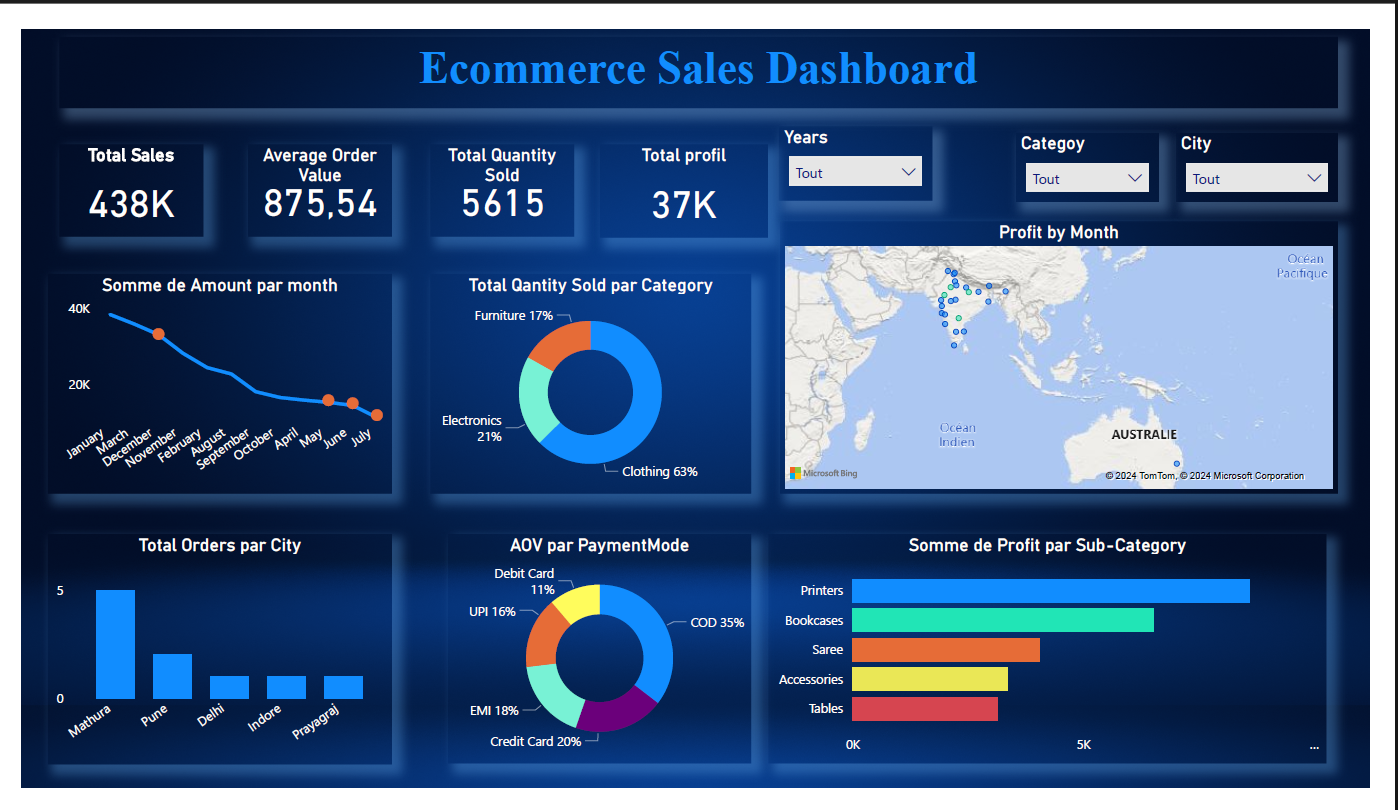 Ecommerce Sales Dashboard
Total Sales
438K
Average Order
Value
875,54
Total Quantity
Sold
5615
Total profil
37K
Years
Tout
Categoy
Tout
City
Tout
Somme de Amount par month
40K
20K
January
March
December
November
February
August
September
October
April
May
June
July
Total Qantity Sold par Category
Furniture 17%
Electronics
21%
Clothing 63%
Profit by Month
Océan
Pacifique
Océan
Indien
AUSTRALIE
Microsoft Bing
© 2024 TomTom, © 2024 Microsoft Corporation
Total Orders par City
5
0
Mathura
Pune
Delhi
Indore
Prayagraj
AOV par PaymentMode
Debit Card
11%
UPI 16%
COD 35%
EMI 18%
Credit Card 20%
Somme de Profit par Sub-Category
Printers
Bookcases
Saree
Accessories
Tables
0K
5K
...